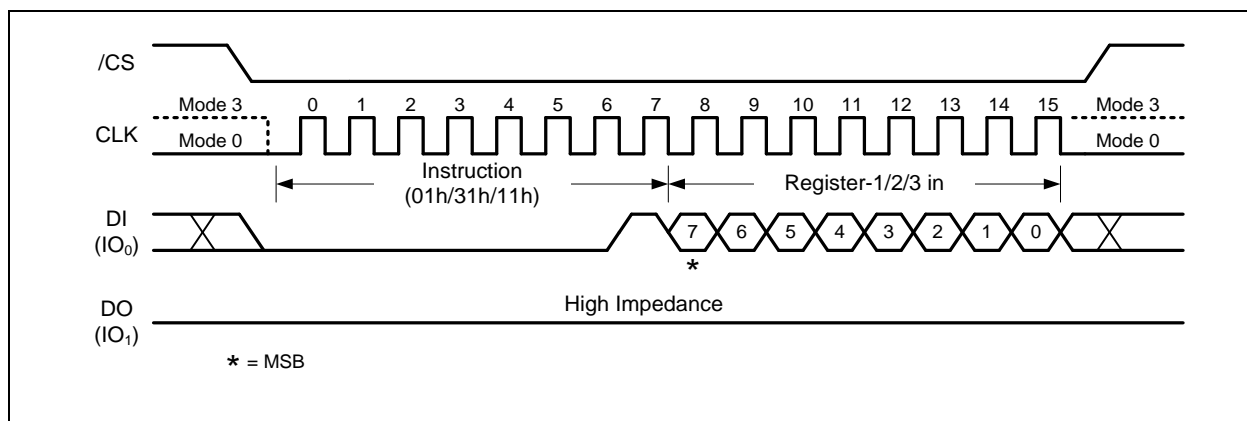 /CS
Mode 3 0 1 2 3 4 5 6 7 8 9 10 11 12 13 14 15 Mode 3
CLK
Mode 0 Mode 0
Instruction
(01h/31h/11h)
Register-1/2/3 in
DI
(IO₀)
7 6 5 4 3 2 1 0
*
High Impedance
DO
(IO₁)
* = MSB